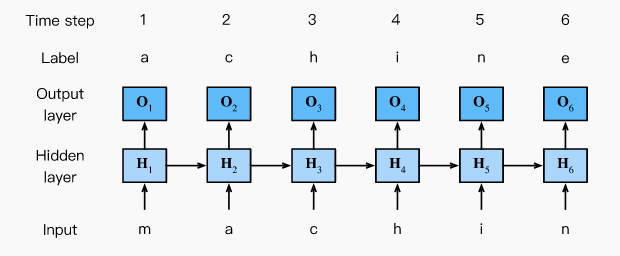 Time step 1 2 3 4 5 6
Label a c h i n e
Output layer O1 O2 O3 O4 O5 O6
Hidden layer H1 H2 H3 H4 H5 H6
Input m a c h i n